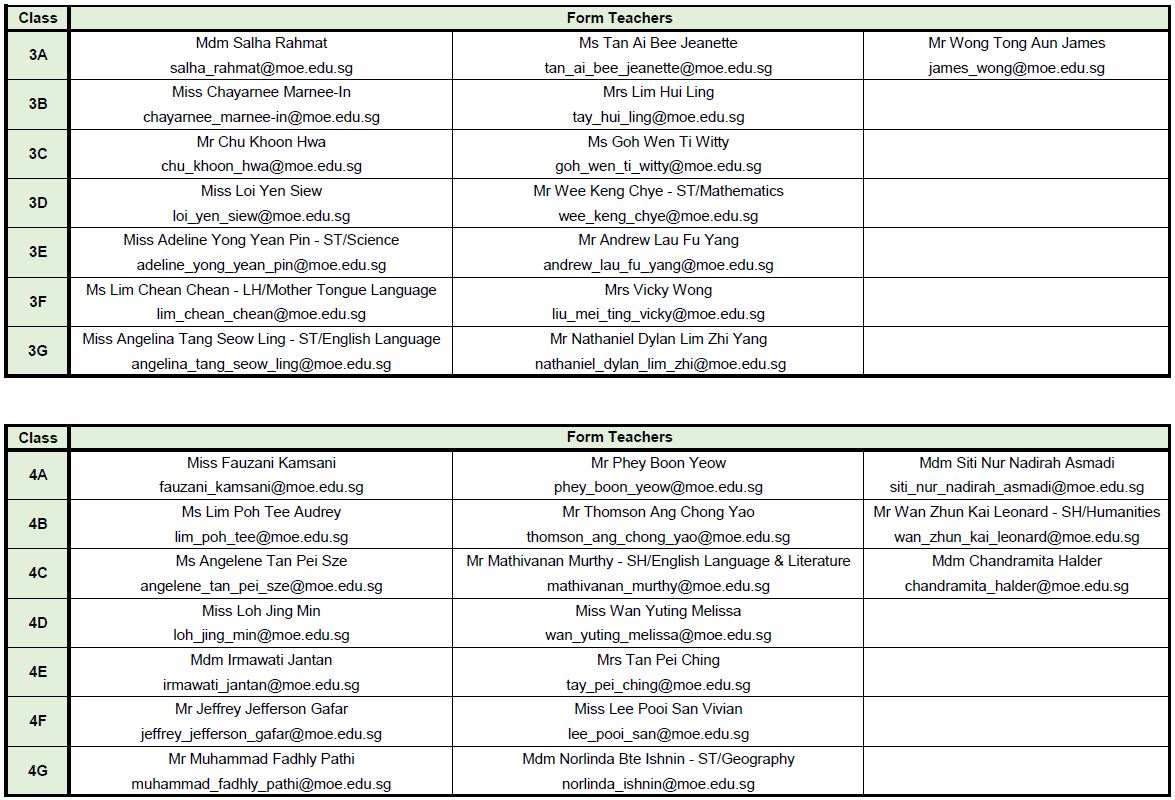 Class Form Teachers
3A
Mdm Salha Rahmat Ms Tan Ai Bee Jeanette Mr Wong Tong Aun James
salha_rahmat@moe.edu.sg tan_ai_bee_jeanette@moe.edu.sg james_wong@moe.edu.sg
3B
Miss Chayarnee Marnee-In Mrs Lim Hui Ling
chayarnee_marnee-in@moe.edu.sg tay_hui_ling@moe.edu.sg
3C
Mr Chu Khoon Hwa Ms Goh Wen Ti Witty
chu_khoon_hwa@moe.edu.sg goh_wen_ti_witty@moe.edu.sg
3D
Miss Loi Yen Siew Mr Wee Keng Chye - ST/Mathematics
loi_yen_siew@moe.edu.sg wee_keng_chye@moe.edu.sg
3E
Miss Adeline Yong Yean Pin - ST/Science Mr Andrew Lau Fu Yang
adeline_yong_yean_pin@moe.edu.sg andrew_lau_fu_yang@moe.edu.sg
3F
Ms Lim Chean Chean - LH/Mother Tongue Language Mrs Vicky Wong
lim_chean_chean@moe.edu.sg liu_mei_ting_vicky@moe.edu.sg
3G
Miss Angelina Tang Seow Ling - ST/English Language Mr Nathaniel Dylan Lim Zhi Yang
angelina_tang_seow_ling@moe.edu.sg nathaniel_dylan_lim_zhi@moe.edu.sg
Class Form Teachers
4A
Miss Fauzani Kamsani Mr Phey Boon Yeow Mdm Siti Nur Nadirah Asmadi
fauzani_kamsani@moe.edu.sg phey_boon_yeow@moe.edu.sg siti_nur_nadirah_asmadi@moe.edu.sg
4B
Ms Lim Poh Tee Audrey Mr Thomson Ang Chong Yao Mr Wan Zhun Kai Leonard - SH/Humanities
lim_poh_tee@moe.edu.sg thomson_ang_chong_yao@moe.edu.sg wan_zhun_kai_leonard@moe.edu.sg
4C
Ms Angelene Tan Pei Sze Mr Mathivanan Murthy - SH/English Language & Literature Mdm Chandramita Halder
angelene_tan_pei_sze@moe.edu.sg mathivanan_murthy@moe.edu.sg chandramita_halder@moe.edu.sg
4D
Miss Loh Jing Min Miss Wan Yuting Melissa
loh_jing_min@moe.edu.sg wan_yuting_melissa@moe.edu.sg
4E
Mdm Irmawati Jantan Mrs Tan Pei Ching
irmawati_jantan@moe.edu.sg tay_pei_ching@moe.edu.sg
4F
Mr Jeffrey Jefferson Gafar Miss Lee Pooi San Vivian
jeffrey_jefferson_gafar@moe.edu.sg lee_pooi_san@moe.edu.sg
4G
Mr Muhammad Fadhly Pathi Mdm Norlinda Bte Ishnin - ST/Geography
muhammad_fadhly_pathi@moe.edu.sg norlinda_ishnin@moe.edu.sg